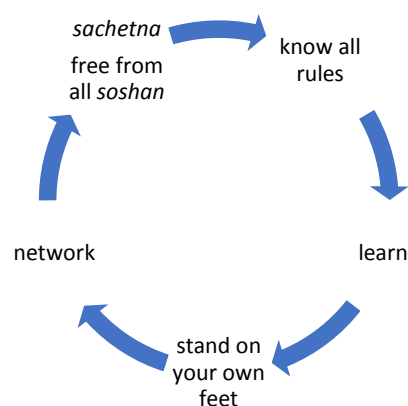 sachetna
free from
all soshan
know all
rules
learn
stand on
your own
feet
network